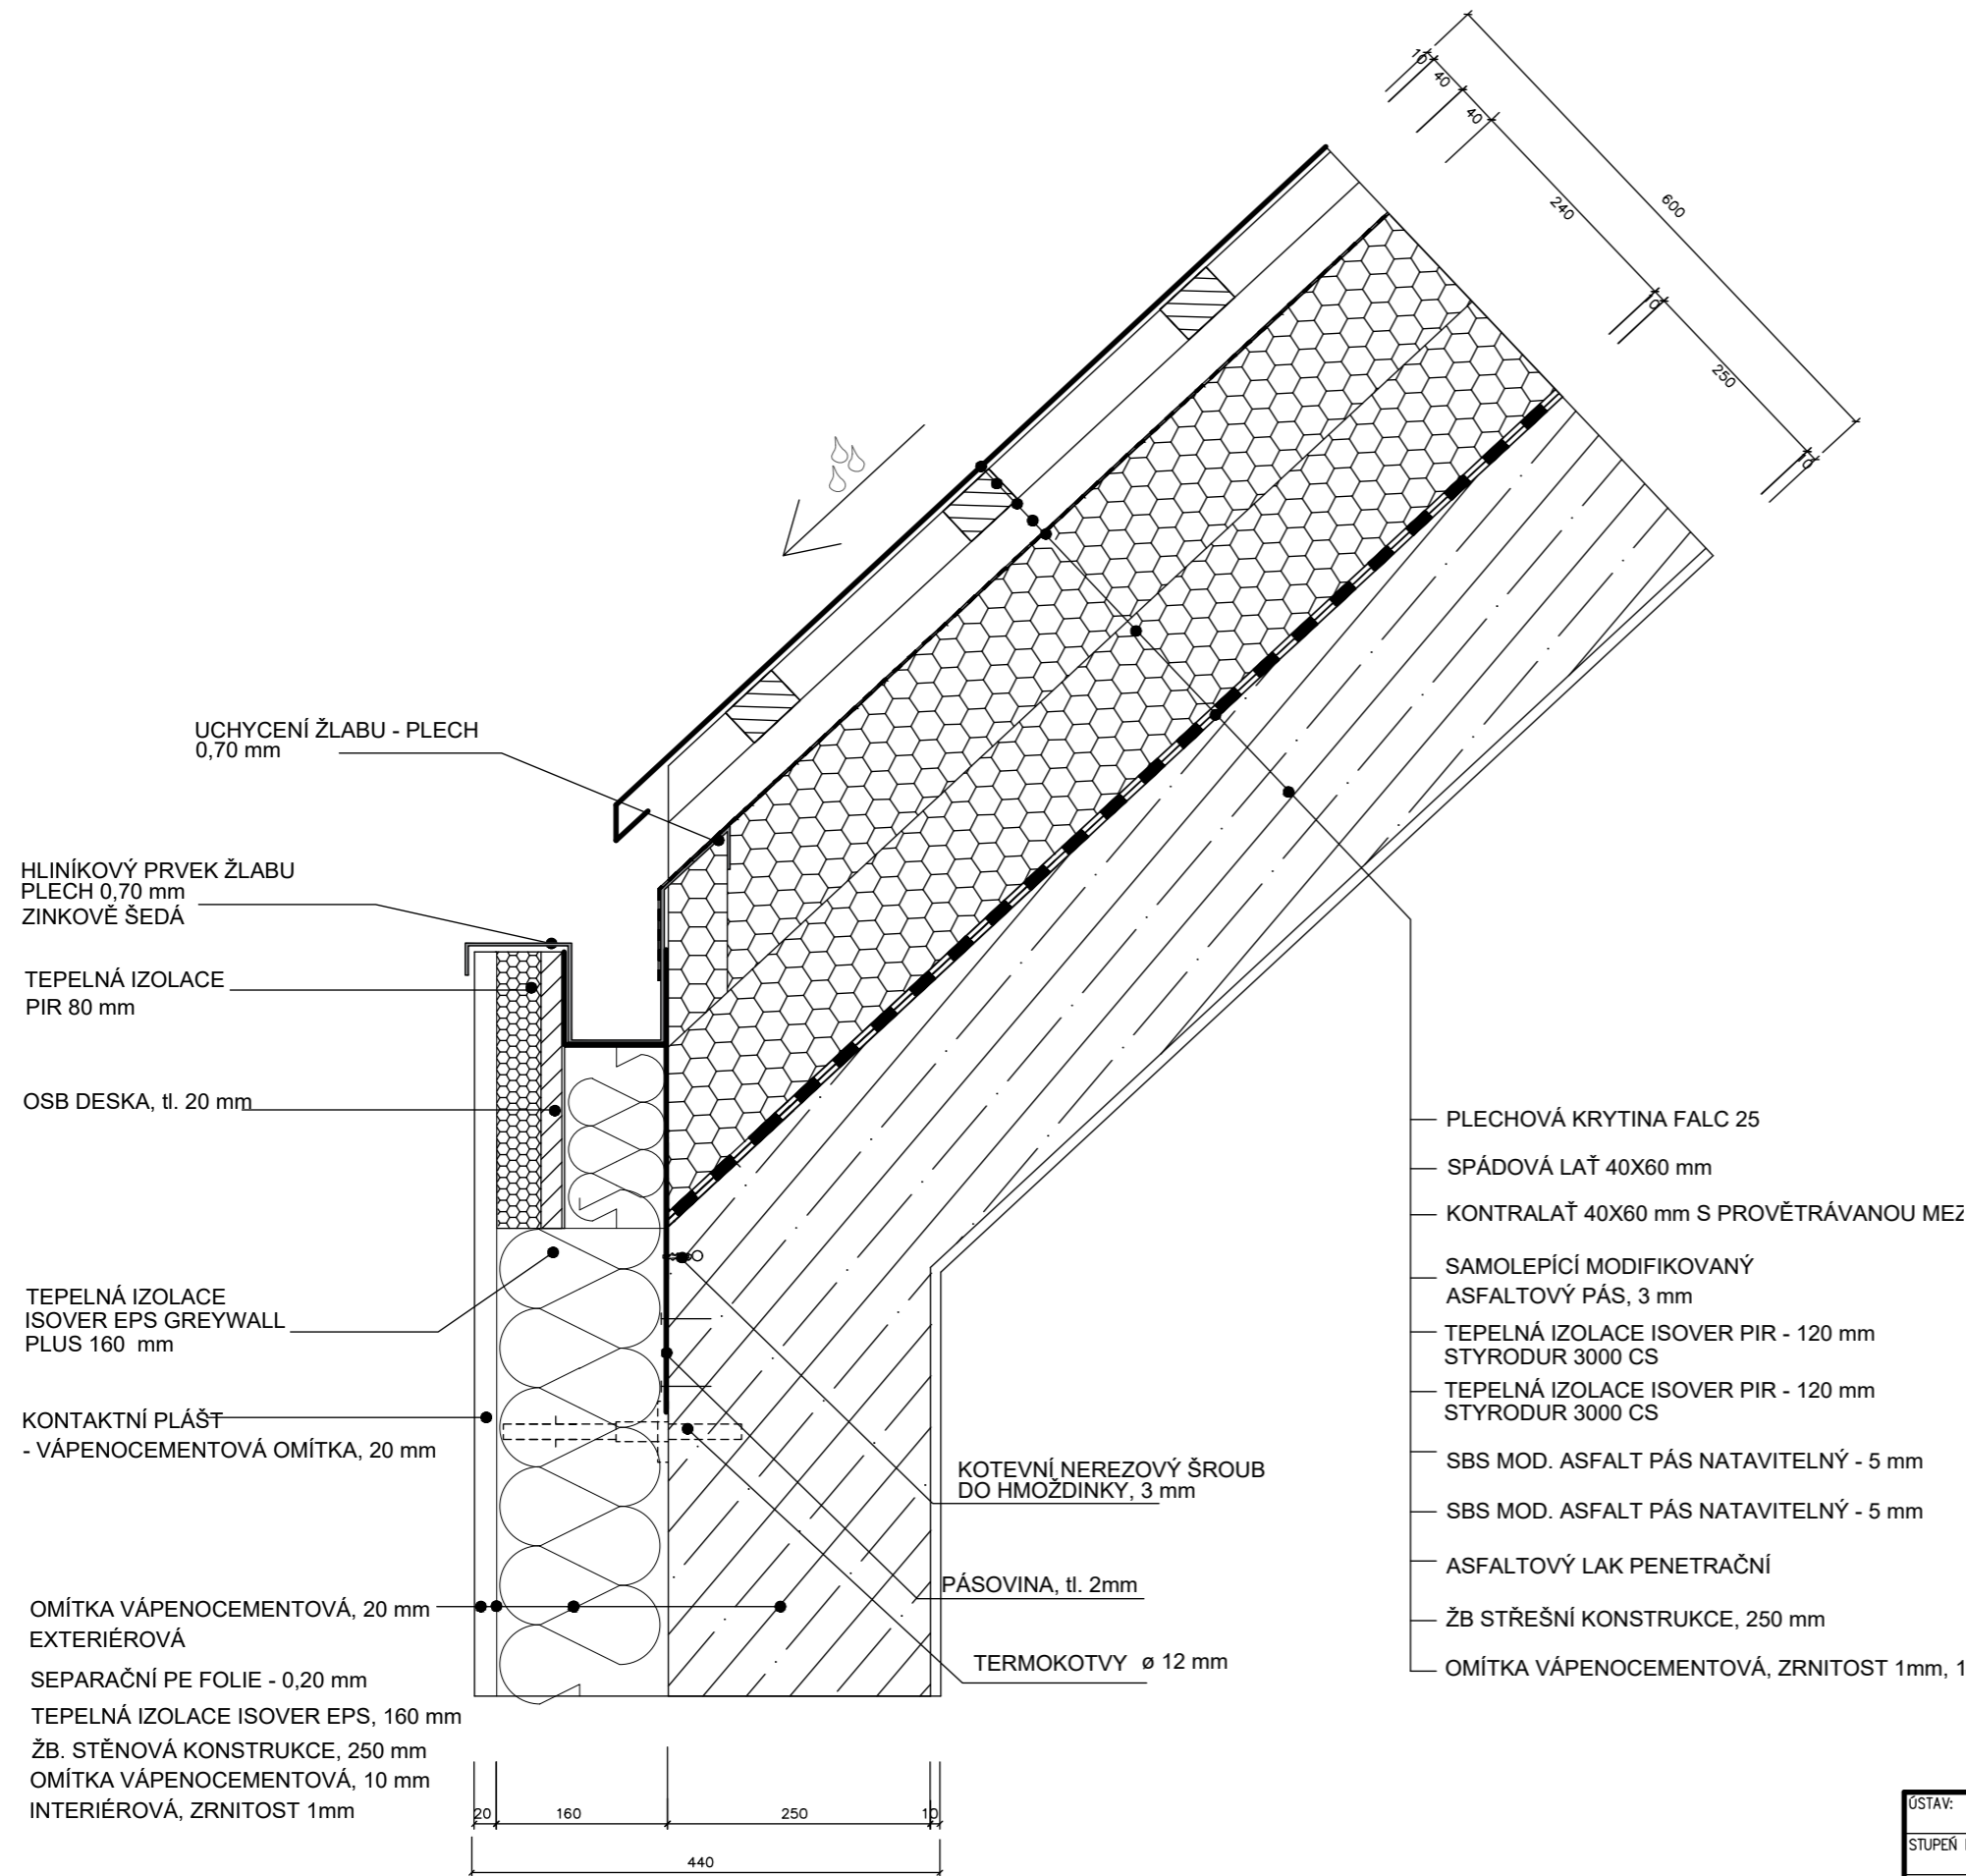 10
40
40
240
600
10
250
10
UCHYCENÍ ŽLABU - PLECH
0,70 mm
HLINÍKOVÝ PRVEK ŽLABU
PLECH 0,70 mm
ZINKOVĚ ŠEDÁ
TEPELNÁ IZOLACE
PIR 80 mm
OSB DESKA, tl. 20 mm
TEPELNÁ IZOLACE
ISOVER EPS GREYWALL
PLUS 160 mm
KONTAKTNÍ PLÁŠT
- VÁPENOCEMENTOVÁ OMÍTKA, 20 mm
OMÍTKA VÁPENOCEMENTOVÁ, 20 mm
EXTERIÉROVÁ
SEPARAČNÍ PE FOLIE - 0,20 mm
TEPELNÁ IZOLACE ISOVER EPS, 160 mm
ŽB. STĚNOVÁ KONSTRUKCE, 250 mm
OMÍTKA VÁPENOCEMENTOVÁ, 10 mm
INTERIÉROVÁ, ZRNITOST 1mm
KOTEVNÍ NEREZOVÝ ŠROUB
DO HMOŽDINKY, 3 mm
PÁSOVINA, tl. 2mm
TERMOKOTVY ø 12 mm
PLECHOVÁ KRYTINA FALC 25
SPÁDOVÁ LAŤ 40X60 mm
KONTRALAŤ 40X60 mm S PROVĚTRÁVANOU MEZ
SAMOLEPÍCÍ MODIFIKOVANÝ
ASFALTOVÝ PÁS, 3 mm
TEPELNÁ IZOLACE ISOVER PIR - 120 mm
STYRODUR 3000 CS
TEPELNÁ IZOLACE ISOVER PIR - 120 mm
STYRODUR 3000 CS
SBS MOD. ASFALT PÁS NATAVITELNÝ - 5 mm
SBS MOD. ASFALT PÁS NATAVITELNÝ - 5 mm
ASFALTOVÝ LAK PENETRAČNÍ
ŽB STŘEŠNÍ KONSTRUKCE, 250 mm
OMÍTKA VÁPENOCEMENTOVÁ, ZRNITOST 1mm, 1
20 160 250 10
440
ÚSTAV:
STUPEŇ